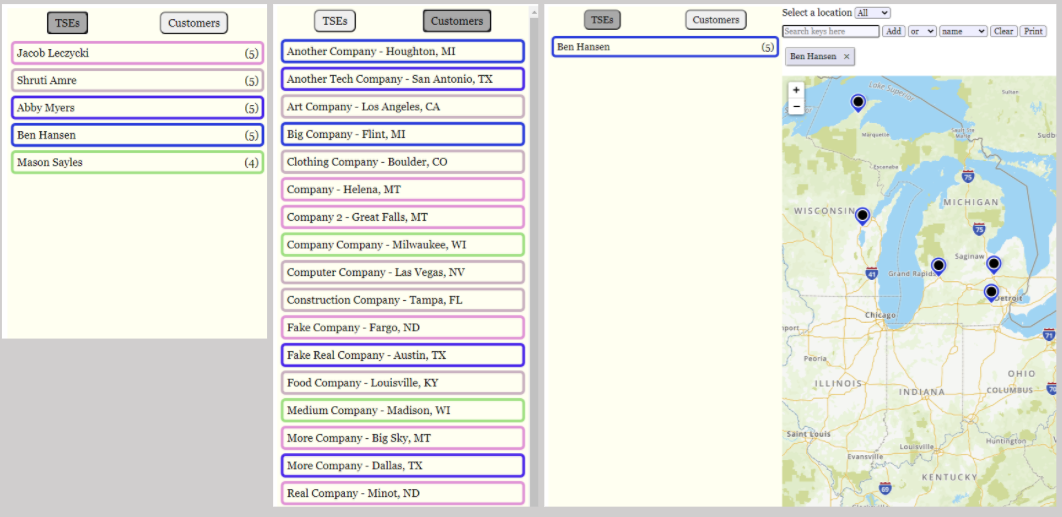 TSEs
Customers
Jacob Leczycki (5)
Shruti Amre (5)
Abby Myers (5)
Ben Hansen (5)
Mason Sayles (4)
TSEs
Customers
Another Company - Houghton, MI
Another Tech Company - San Antonio, TX
Art Company - Los Angeles, CA
Big Company - Flint, MI
Clothing Company - Boulder, CO
Company - Helena, MT
Company 2 - Great Falls, MT
Company Company - Milwaukee, WI
Computer Company - Las Vegas, NV
Construction Company - Tampa, FL
Fake Company - Fargo, ND
Fake Real Company - Austin, TX
Food Company - Louisville, KY
Medium Company - Madison, WI
More Company - Big Sky, MT
More Company - Dallas, TX
Real Company - Minot, ND
TSEs
Customers
Ben Hansen (5)
Select a location All
Search keys here Add or name Clear Print
Ben Hansen ×
+
−
Lake Superior
Sudbury
Marquette
Sault Ste. Marie
Escanaba
75
MICHIGAN
WISCONSIN
75
Saginaw
41
Grand Rapids
Detroit
Chicago
71
Peoria
OHIO
ILLINOIS
INDIANA
COLUMBUS
Saint Louis
Louisville
Huntington
Evansville
KENTUCKY
69